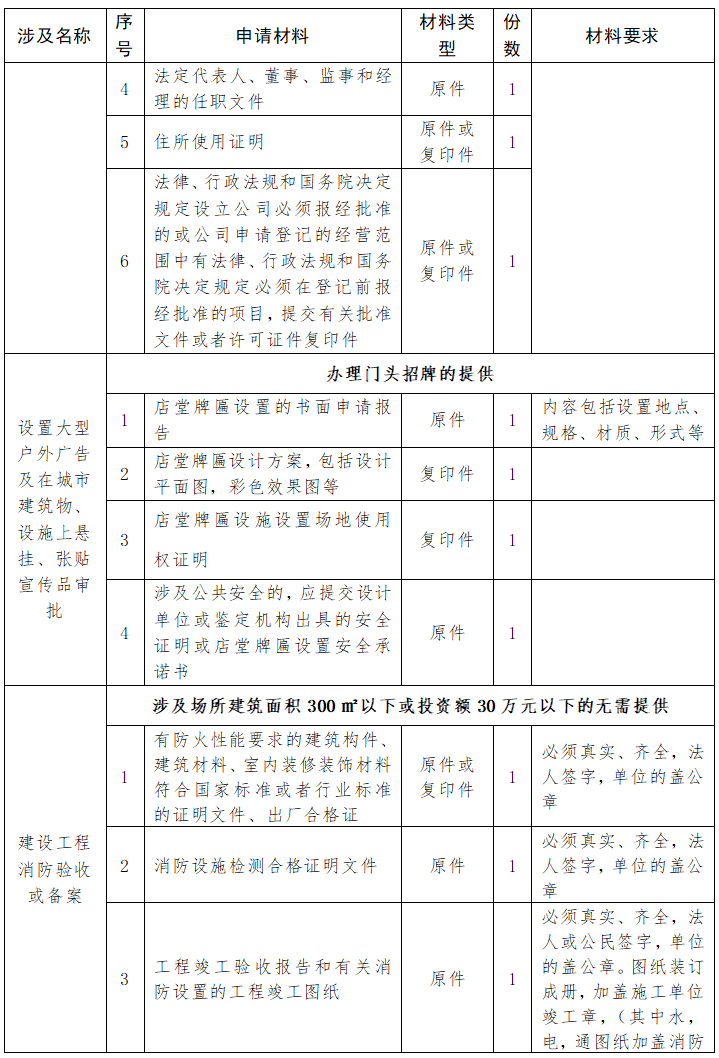 涉及名称
序号
申请材料
材料类型
份数
材料要求
4
法定代表人、董事、监事和经
理的任职文件
原件
1
5
住所使用证明
原件或
复印件
1
6
法律、行政法规和国务院决定
规定设立公司必须报经批准
的或公司申请登记的经营范
围中有法律、行政法规和国务
院决定规定必须在登记前报
经批准的项目，提交有关批准
文件或者许可证件复印件
原件或
复印件
1
设置大型
户外广告
及在城市
建筑物、
设施上悬
挂、张贴
宣传品审
批
办理门头招牌的提供
1
店堂牌匾设置的书面申请报
告
原件
1
内容包括设置地点、
规格、材质、形式等
2
店堂牌匾设计方案，包括设计
平面图，彩色效果图等
复印件
1
3
店堂牌匾设施设置场地使用
权证明
复印件
1
4
涉及公共安全的，应提交设计
单位或鉴定机构出具的安全
证明或店堂牌匾设置安全承
诺书
原件
1
建设工程
消防验收
或备案
涉及场所建筑面积 300 ㎡以下或投资额 30 万元以下的无需提供
1
有防火性能要求的建筑构件、
建筑材料、室内装修装饰材料
符合国家标准或者行业标准
的证明文件、出厂合格证
原件或
复印件
1
必须真实、齐全，法
人签字，单位的盖公
章
2
消防设施检测合格证明文件
原件
1
必须真实、齐全，法
人签字，单位的盖公
章
3
工程竣工验收报告和有关消
防设置的工程竣工图纸
原件
1
必须真实、齐全，法
人或公民签字，单位
的盖公章。图纸装订
成册，加盖施工单位
竣工章，（其中水，
电，通图纸加盖消防